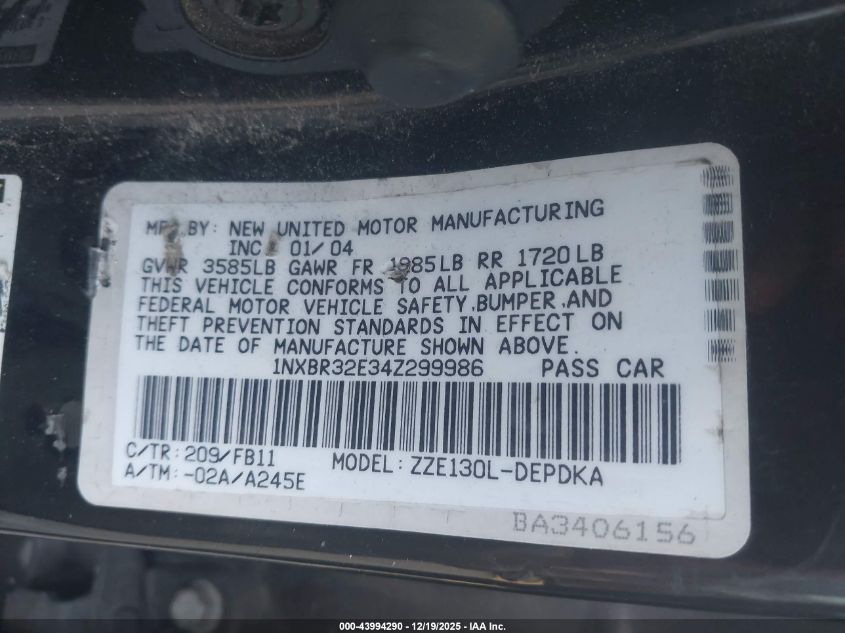 MFD.BY: NEW UNITED MOTOR MANUFACTURING
INC 01/04
GVWR 3585LB GAWR FR 1985LB RR 1720LB
THIS VEHICLE CONFORMS TO ALL APPLICABLE
FEDERAL MOTOR VEHICLE SAFETY,BUMPER,AND
THEFT PREVENTION STANDARDS IN EFFECT ON
THE DATE OF MANUFACTURE SHOWN ABOVE.
1NXBR32E34Z299986 PASS CAR
C/TR: 209/FB11 MODEL: ZZE130L-DEPDKA
A/TM:-02A/A245E
BA3406156
000-43994290 - 12/19/2025 - IAA Inc.